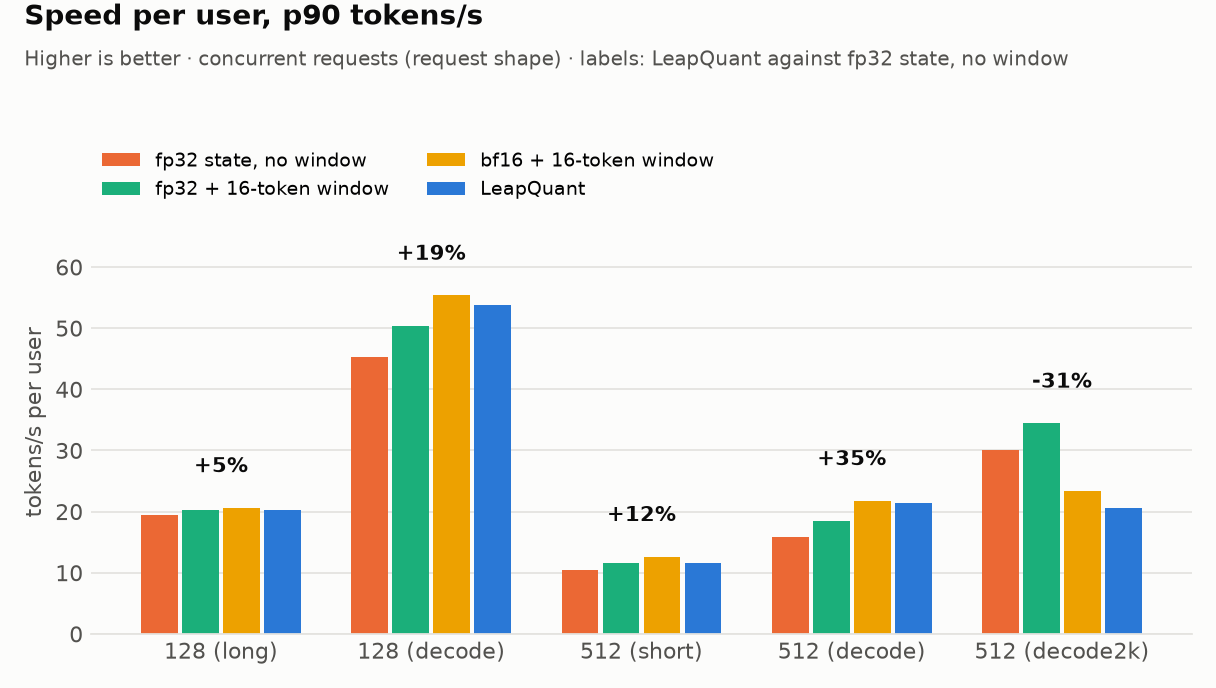 Speed per user, p90 tokens/s
Higher is better · concurrent requests (request shape) · labels: LeapQuant against fp32 state, no window
fp32 state, no window
bf16 + 16-token window
fp32 + 16-token window
LeapQuant
tokens/s per user
60
50
40
30
20
10
0
+5%
+19%
+12%
+35%
-31%
128 (long)
128 (decode)
512 (short)
512 (decode)
512 (decode2k)